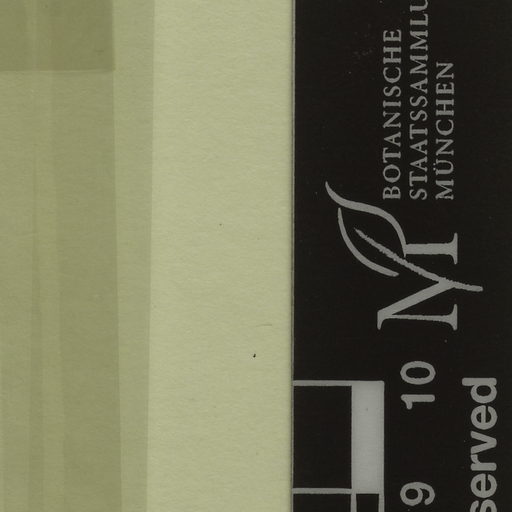 BOTANISCHE
STAATSSAMMLU
MÜNCHEN
M
9 10
served